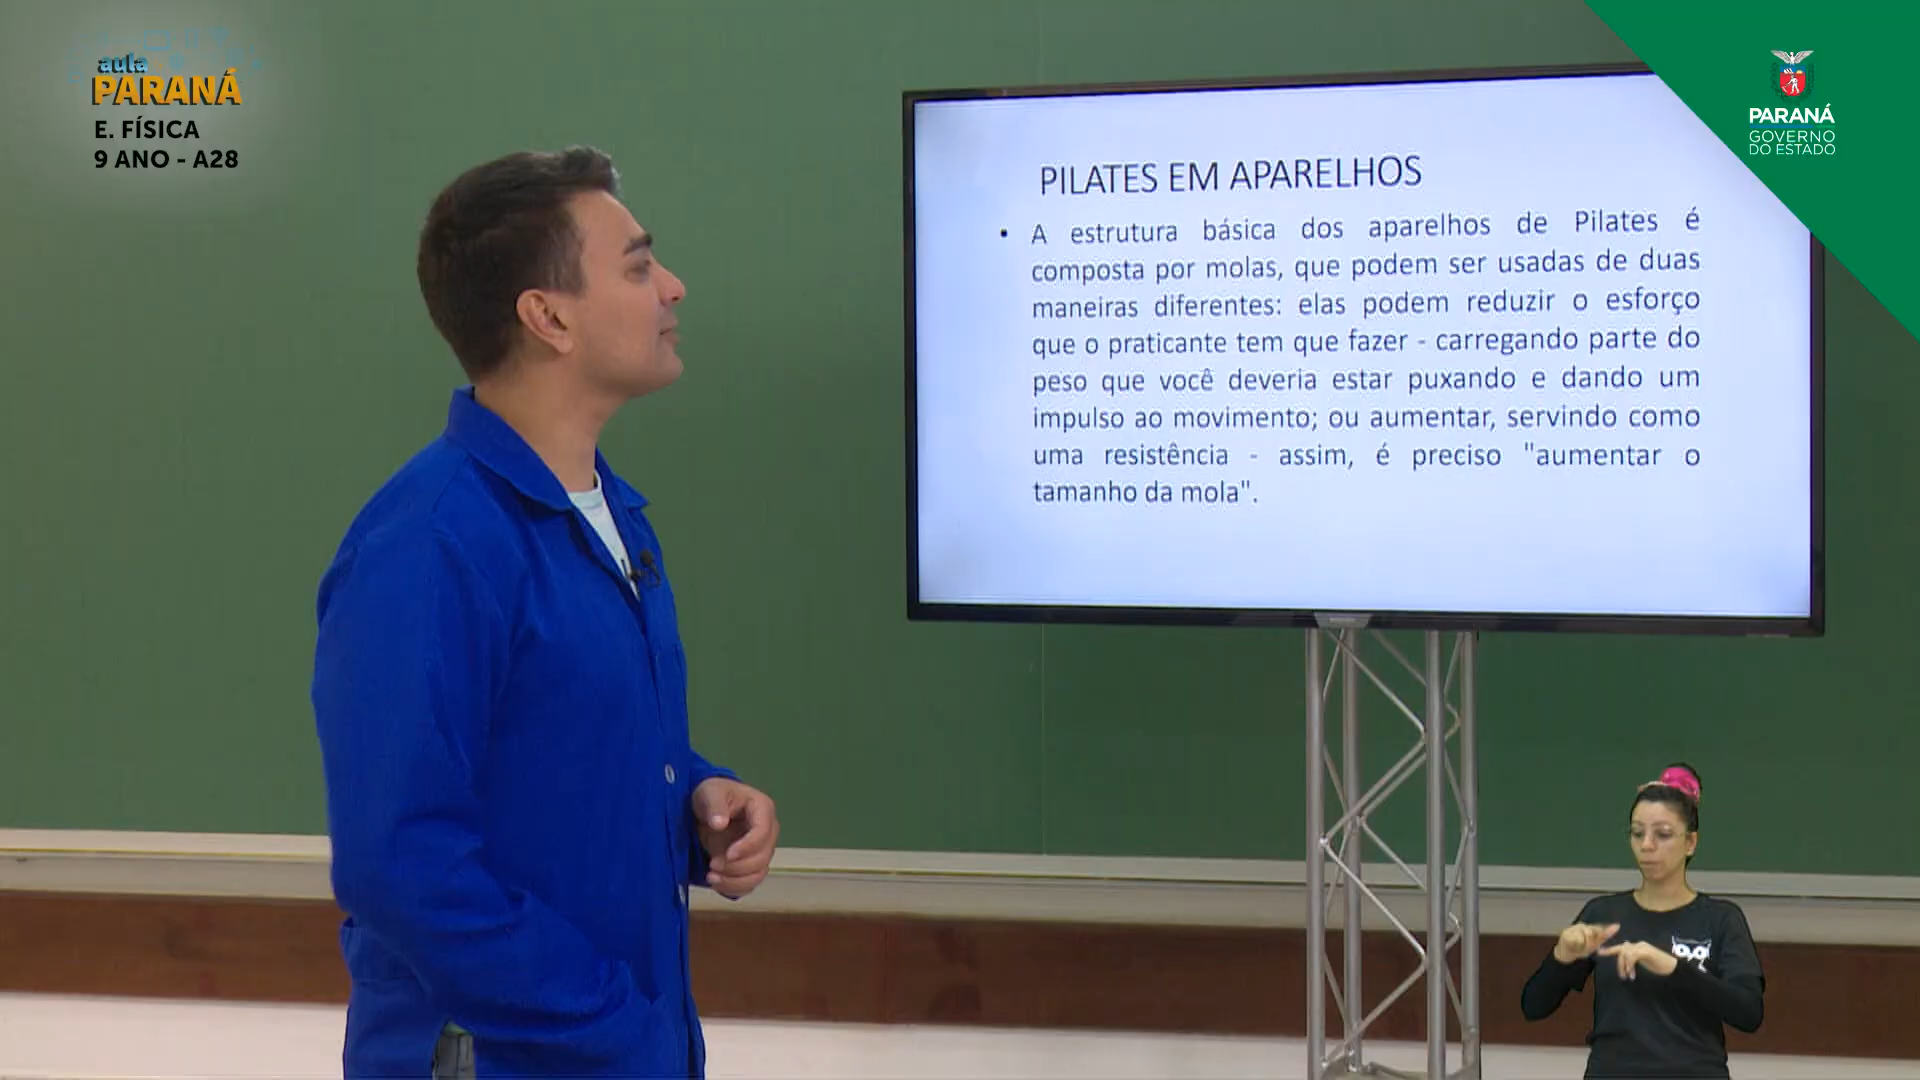 aula
PARANÁ
E. FÍSICA
9 ANO - A28
PARANÁ
GOVERNO
DO ESTADO
PILATES EM APARELHOS
• A estrutura básica dos aparelhos de Pilates é
composta por molas, que podem ser usadas de duas
maneiras diferentes: elas podem reduzir o esforço
que o praticante tem que fazer - carregando parte do
peso que você deveria estar puxando e dando um
impulso ao movimento; ou aumentar, servindo como
uma resistência - assim, é preciso "aumentar o
tamanho da mola".